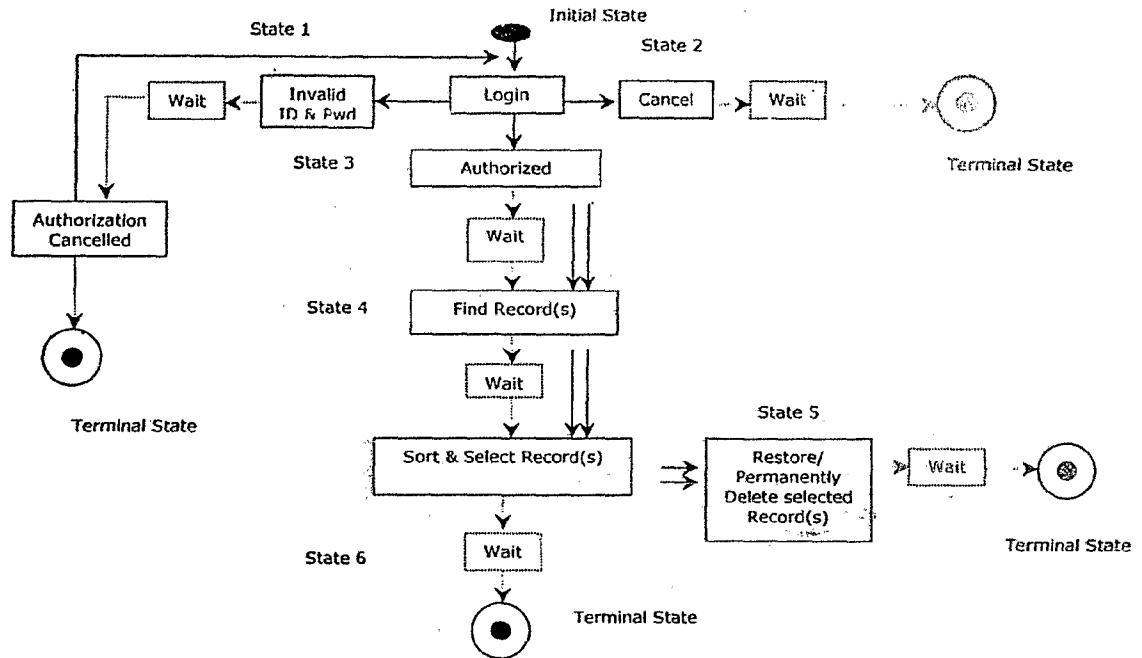 Initial State
State 1
State 2
Wait
Invalid
ID & Pwd
Login
Cancel
Wait
State 3
Authorized
Terminal State
Authorization
Cancelled
Wait
State 4
Find Record(s)
Wait
Terminal State
State 5
Sort & Select Record(s)
Restore/
Permanently
Delete selected
Record(s)
Wait
Terminal State
State 6
Wait
Terminal State